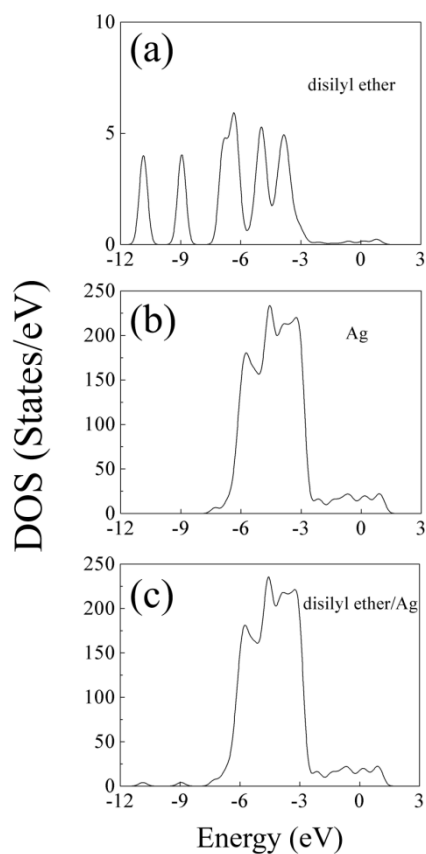 (a)
disilyl ether
10
5
0
-12 -9 -6 -3 0 3
(b)
Ag
250
200
150
100
50
0
-12 -9 -6 -3 0 3
(c)
disilyl ether/Ag
250
200
150
100
50
0
-12 -9 -6 -3 0 3
DOS (States/eV)
Energy (eV)